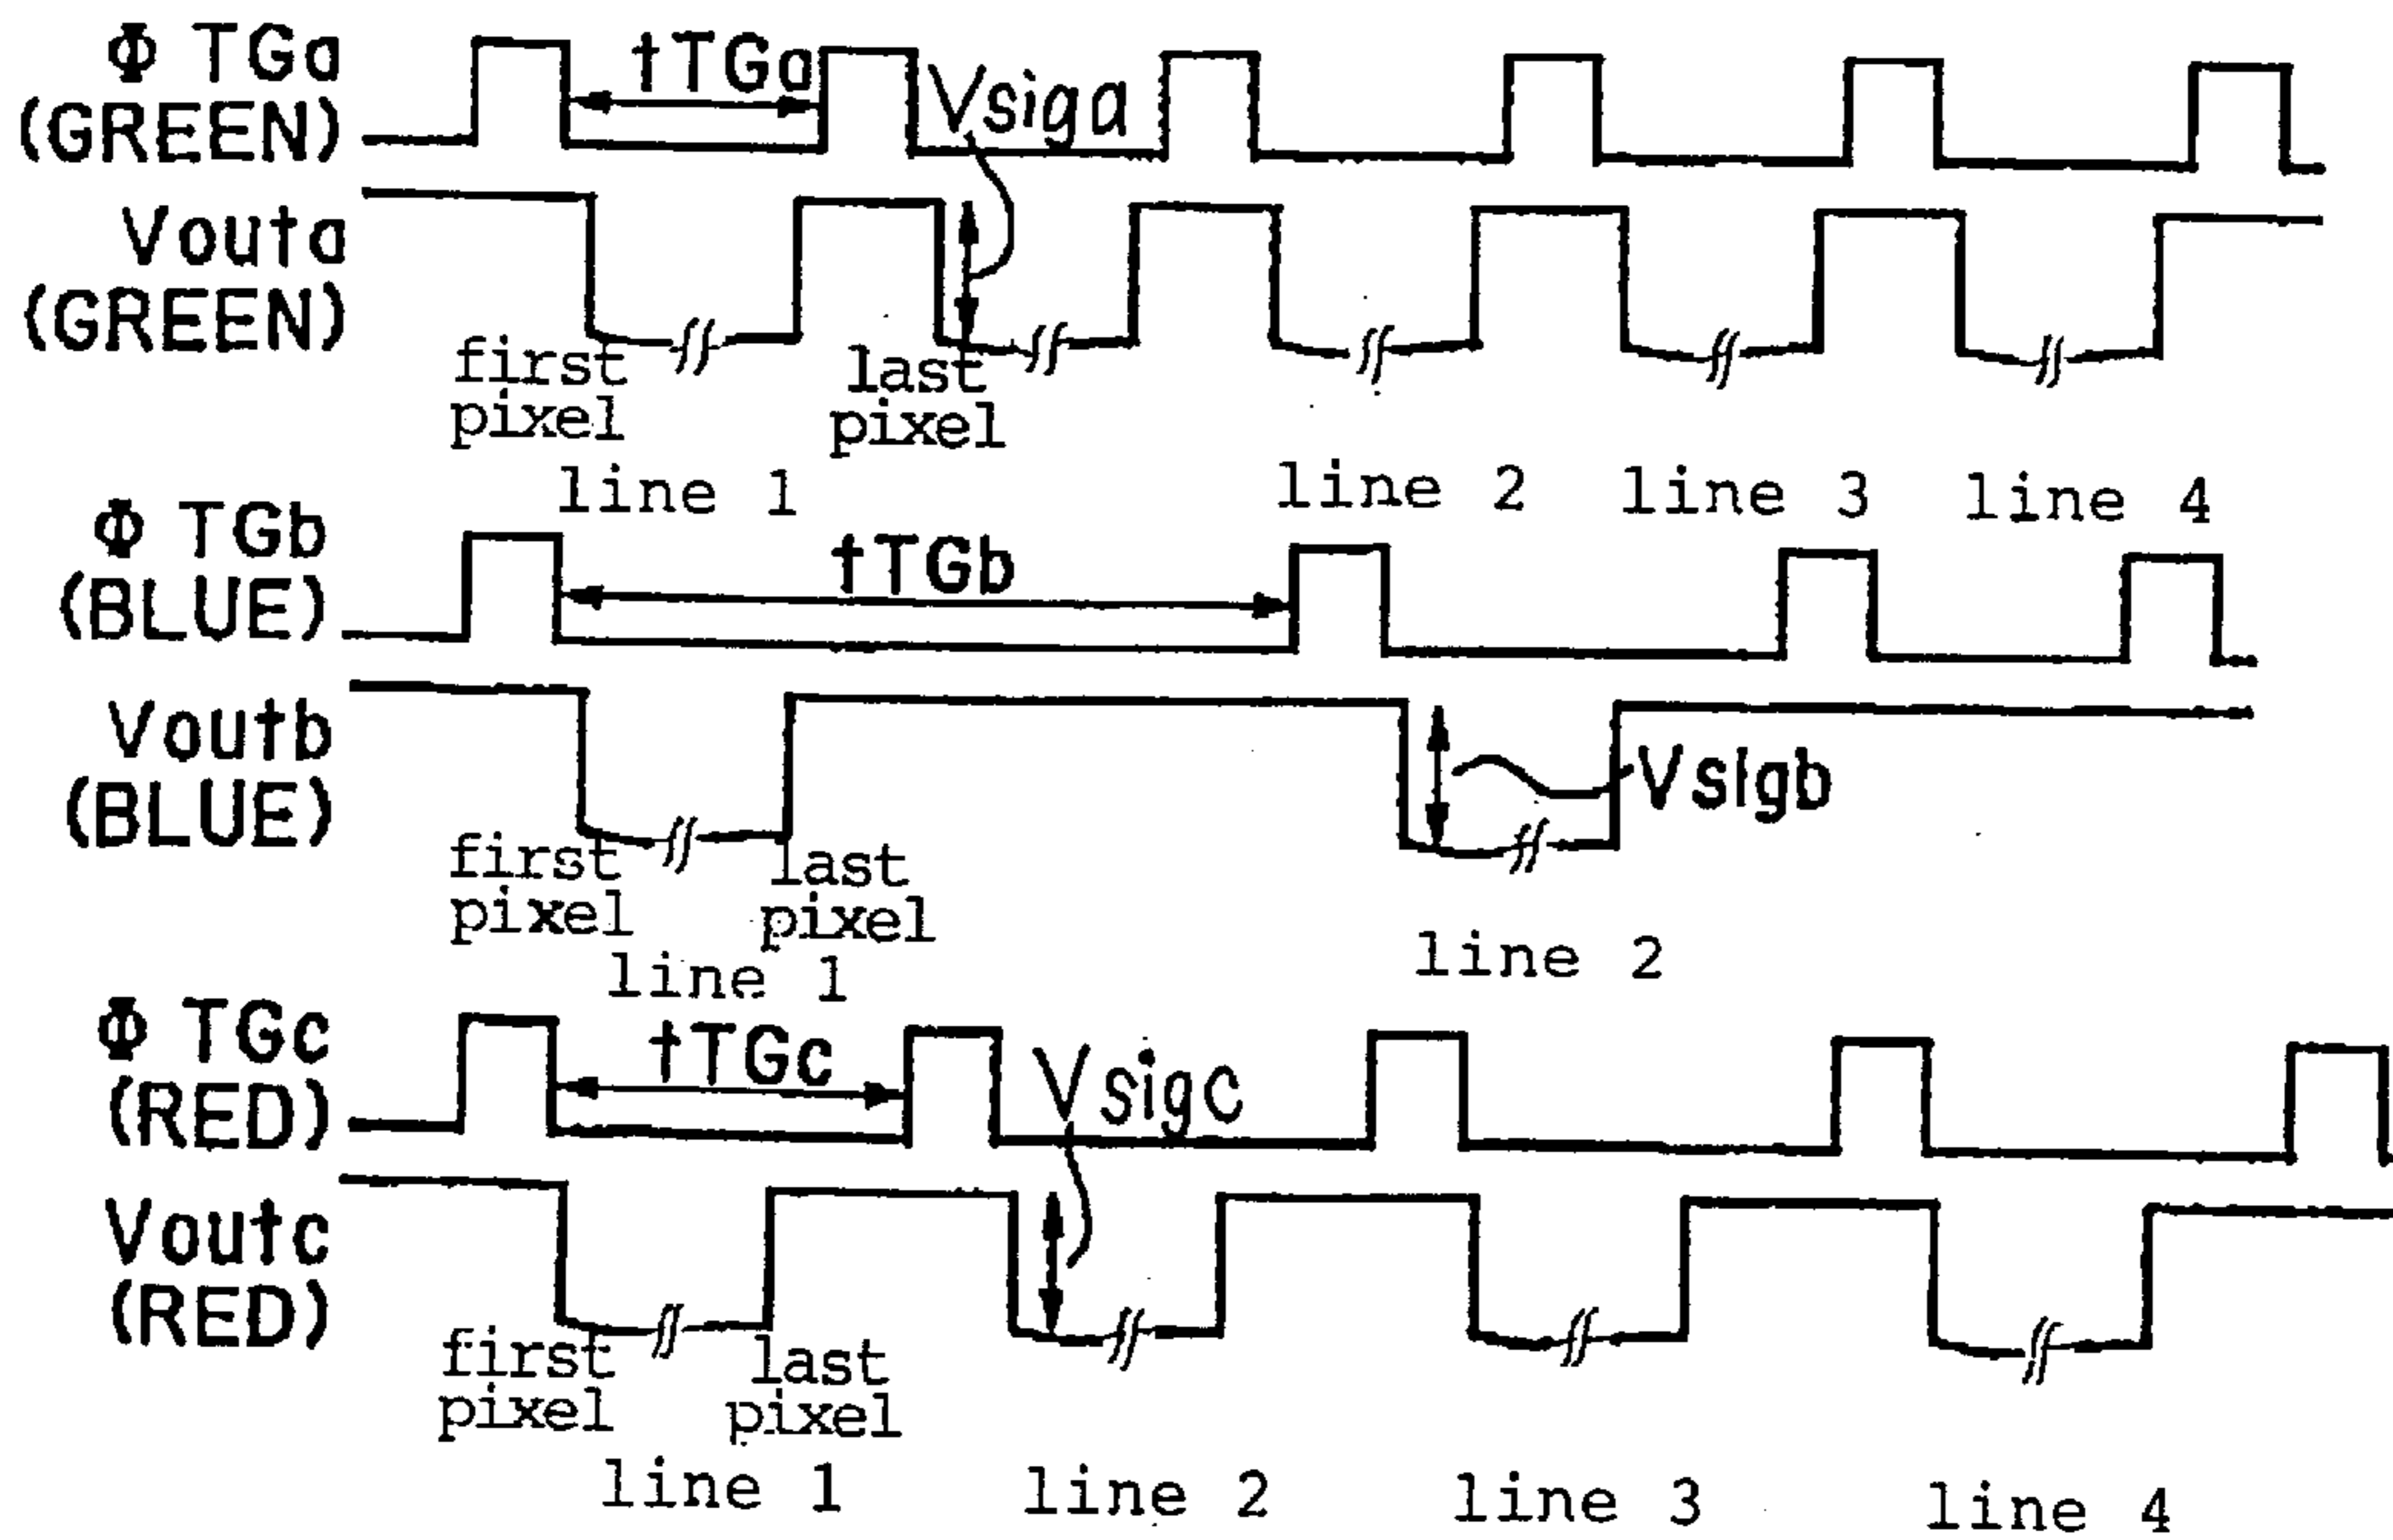 Φ TGa
(GREEN)
tTGa
Vsiga
Vouta
(GREEN)
first
pixel
last
pixel
line 1
line 2
line 3
line 4
Φ TGb
(BLUE)
tTGb
Voutb
(BLUE)
Vsigb
first
pixel
last
pixel
line 1
line 2
Φ TGc
(RED)
tTGc
Vsigc
Voutc
(RED)
first
pixel
last
pixel
line 1
line 2
line 3
line 4